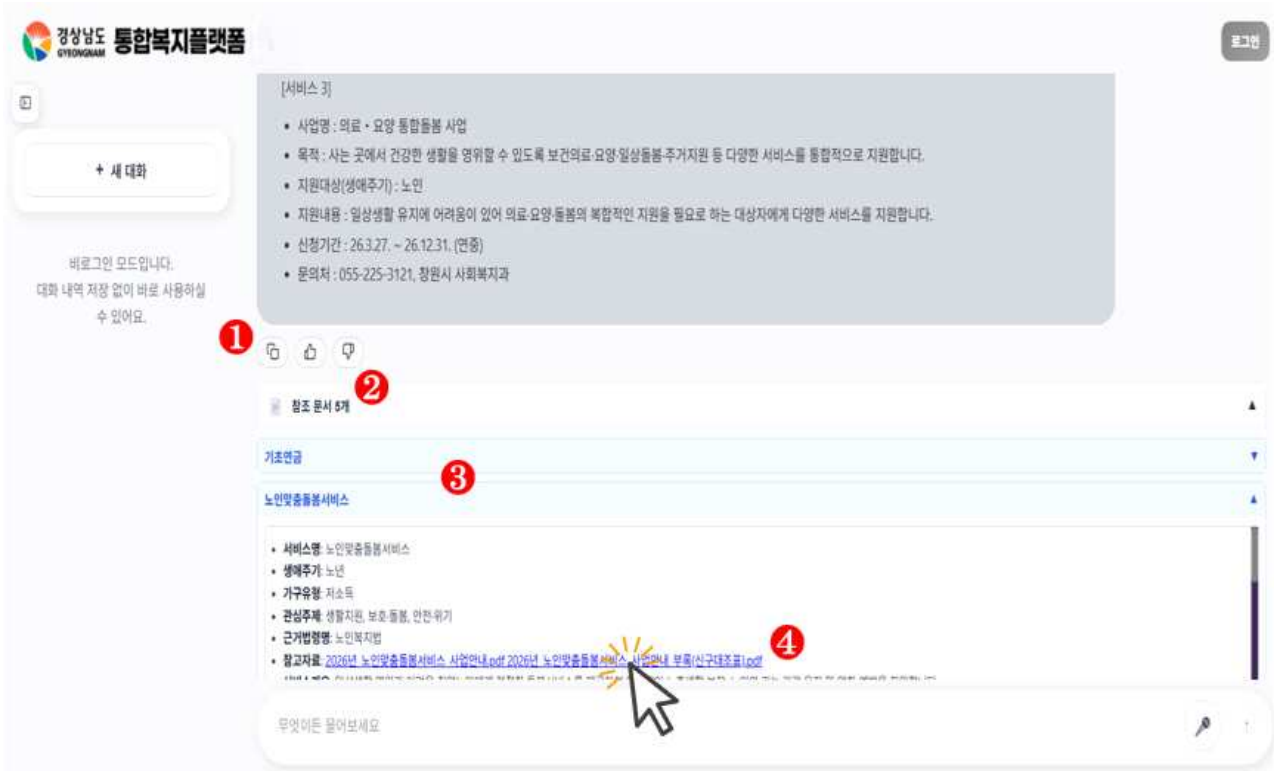 경상남도
GYEONGNAM
통합복지플랫폼
로그인
+ 새 대화
비로그인 모드입니다.
대화 내역 저장 없이 바로 사용하실
수 있어요.
[서비스 3]
• 사업명 : 의료・요양 통합돌봄 사업
• 목적 : 사는 곳에서 건강한 생활을 영위할 수 있도록 보건의료·요양·일상돌봄·주거지원 등 다양한 서비스를 통합적으로 지원합니다.
• 지원대상(생애주기) : 노인
• 지원내용 : 일상생활 유지에 어려움이 있어 의료·요양·돌봄의 복합적인 지원을 필요로 하는 대상자에게 다양한 서비스를 지원합니다.
• 신청기간 : 26.3.27. ~ 26.12.31. (연중)
• 문의처 : 055-225-3121, 창원시 사회복지과
❶
❷
참조 문서 5개
▲
기초연금
▼
❸
노인맞춤돌봄서비스
▲
• 서비스명: 노인맞춤돌봄서비스
• 생애주기: 노년
• 가구유형: 저소득
• 관심주제: 생활지원, 보호·돌봄, 안전·위기
• 근거법령명: 노인복지법
• 참고자료: 2026년_노인맞춤돌봄서비스_사업안내.pdf 2026년_노인맞춤돌봄서비스_사업안내_부록(신구대조표).pdf
❹
무엇이든 물어보세요